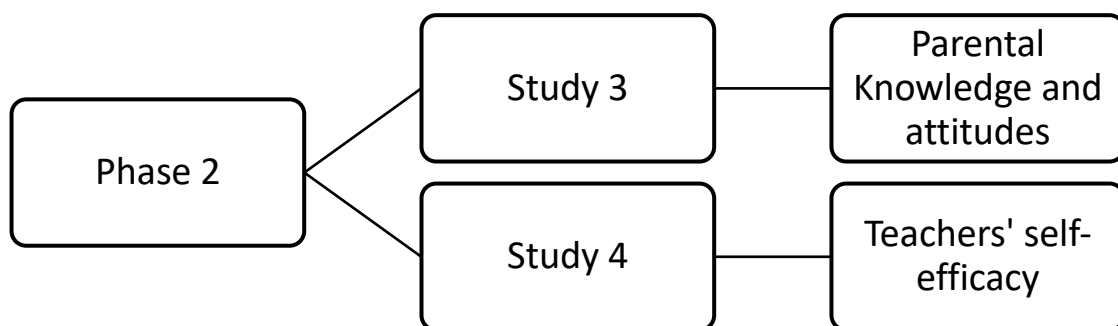 Phase 2
Study 3
Parental
Knowledge and
attitudes
Study 4
Teachers' self-
efficacy